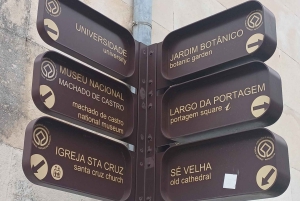 UNIVERSIDADE
university
MUSEU NACIONAL
MACHADO DE CASTRO
machado de castro
national museum
IGREJA STA CRUZ
santa cruz church
JARDIM BOTÂNICO
botanic garden
LARGO DA PORTAGEM
portagem square
SÉ VELHA
old cathedral